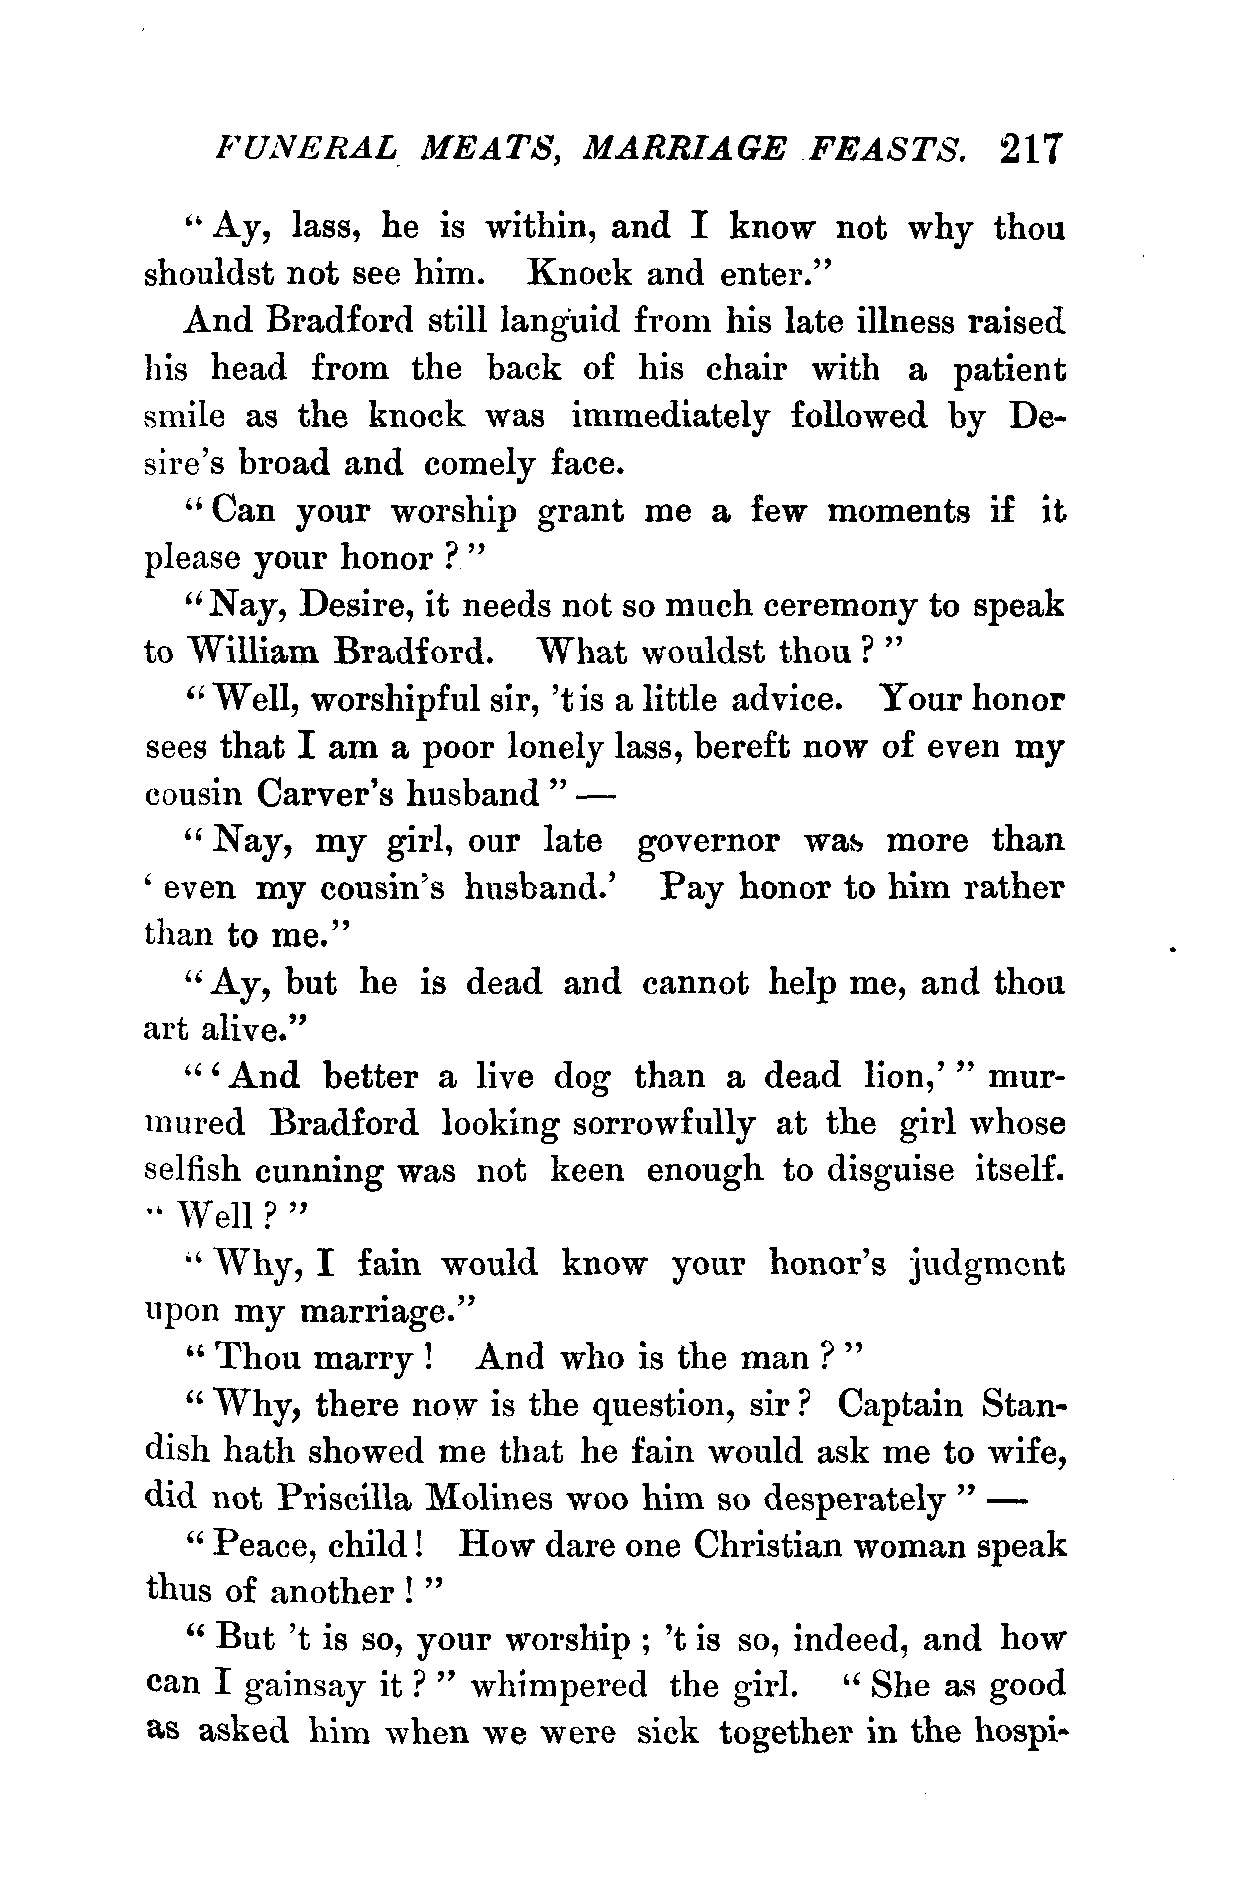 FUNERAL MEATS, MARRIAGE FEASTS. 217
“Ay, lass, he is within, and I know not why thou
shouldst not see him. Knock and enter.”
And Bradford still languid from his late illness raised
his head from the back of his chair with a patient
smile as the knock was immediately followed by De-
sire’s broad and comely face.
“Can your worship grant me a few moments if it
please your honor ?”
“Nay, Desire, it needs not so much ceremony to speak
to William Bradford. What wouldst thou ?”
“Well, worshipful sir, ’t is a little advice. Your honor
sees that I am a poor lonely lass, bereft now of even my
cousin Carver’s husband ” —
“Nay, my girl, our late governor was more than
‘even my cousin’s husband.’ Pay honor to him rather
than to me.”
“Ay, but he is dead and cannot help me, and thou
art alive.”
“‘And better a live dog than a dead lion,’” mur-
mured Bradford looking sorrowfully at the girl whose
selfish cunning was not keen enough to disguise itself.
“Well ?”
“Why, I fain would know your honor’s judgment
upon my marriage.”
“Thou marry ! And who is the man ?”
“Why, there now is the question, sir ? Captain Stan-
dish hath showed me that he fain would ask me to wife,
did not Priscilla Molines woo him so desperately ” —
“Peace, child ! How dare one Christian woman speak
thus of another !”
“But ’t is so, your worship ; ’t is so, indeed, and how
can I gainsay it ?” whimpered the girl. “She as good
as asked him when we were sick together in the hospi-